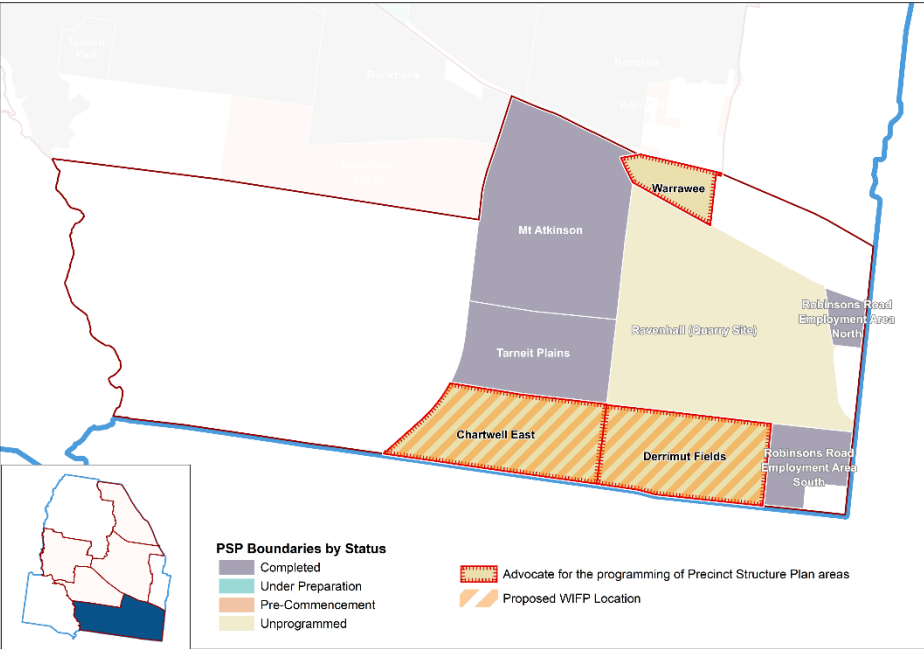 Toolern
Park
Rockbank
Kororoit
Warrawee
Mt Atkinson
Robinsons Road
Employment Area
North
Ravenhall (Quarry Site)
Tarneit Plains
Chartwell East
Derrimut Fields
Robinsons Road
Employment Area
South
PSP Boundaries by Status
Completed
Under Preparation
Pre-Commencement
Unprogrammed
Advocate for the programming of Precinct Structure Plan areas
Proposed WIFP Location